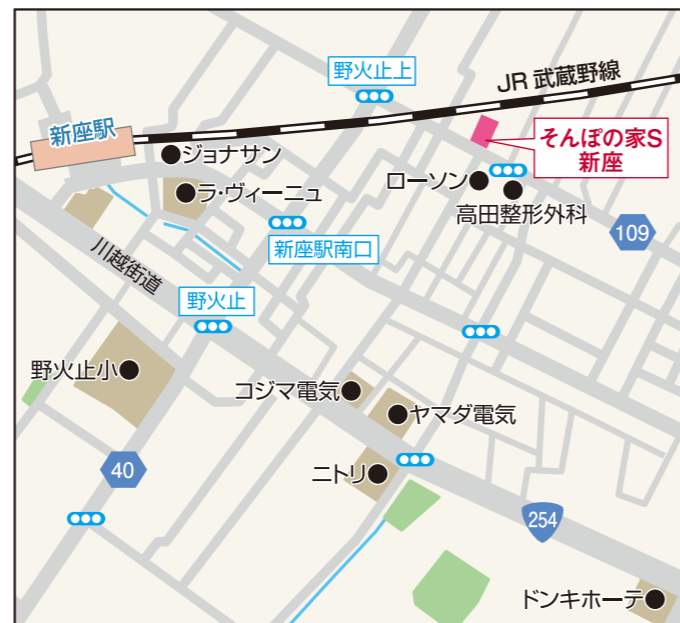 野火止上
JR 武蔵野線
新座駅
ジョナサン
そんぽの家S
新座
ローソン
ラ・ヴィーニュ
高田整形外科
109
新座駅南口
川越街道
野火止
野火止小
コジマ電気
ヤマダ電気
40
ニトリ
254
ドンキホーテ